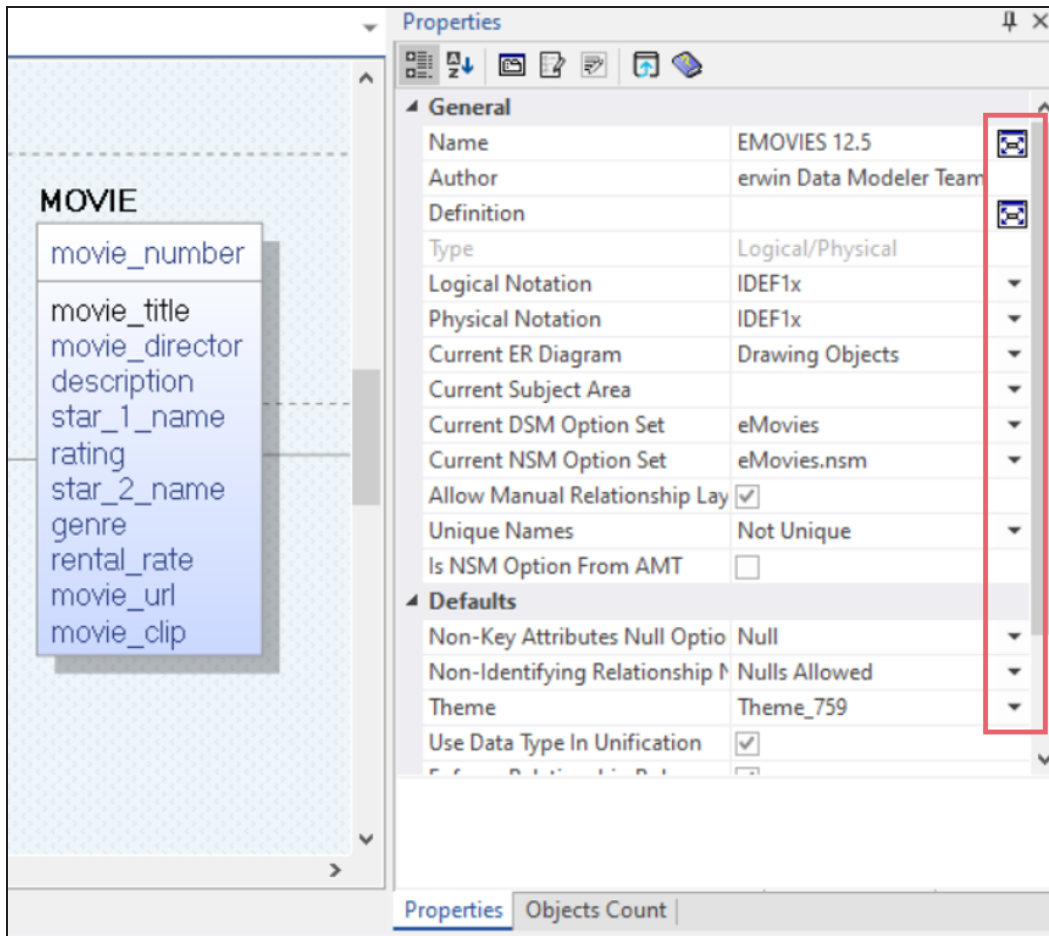 MOVIE
movie_number
movie_title
movie_director
description
star_1_name
rating
star_2_name
genre
rental_rate
movie_url
movie_clip
Properties
General
Name EMOVIES 12.5
Author erwin Data Modeler Team
Definition
Type Logical/Physical
Logical Notation IDEF1x
Physical Notation IDEF1x
Current ER Diagram Drawing Objects
Current Subject Area
Current DSM Option Set eMovies
Current NSM Option Set eMovies.nsm
Allow Manual Relationship Lay
Unique Names Not Unique
Is NSM Option From AMT
Defaults
Non-Key Attributes Null Optio Null
Non-Identifying Relationship N Nulls Allowed
Theme Theme_759
Use Data Type In Unification
Properties Objects Count